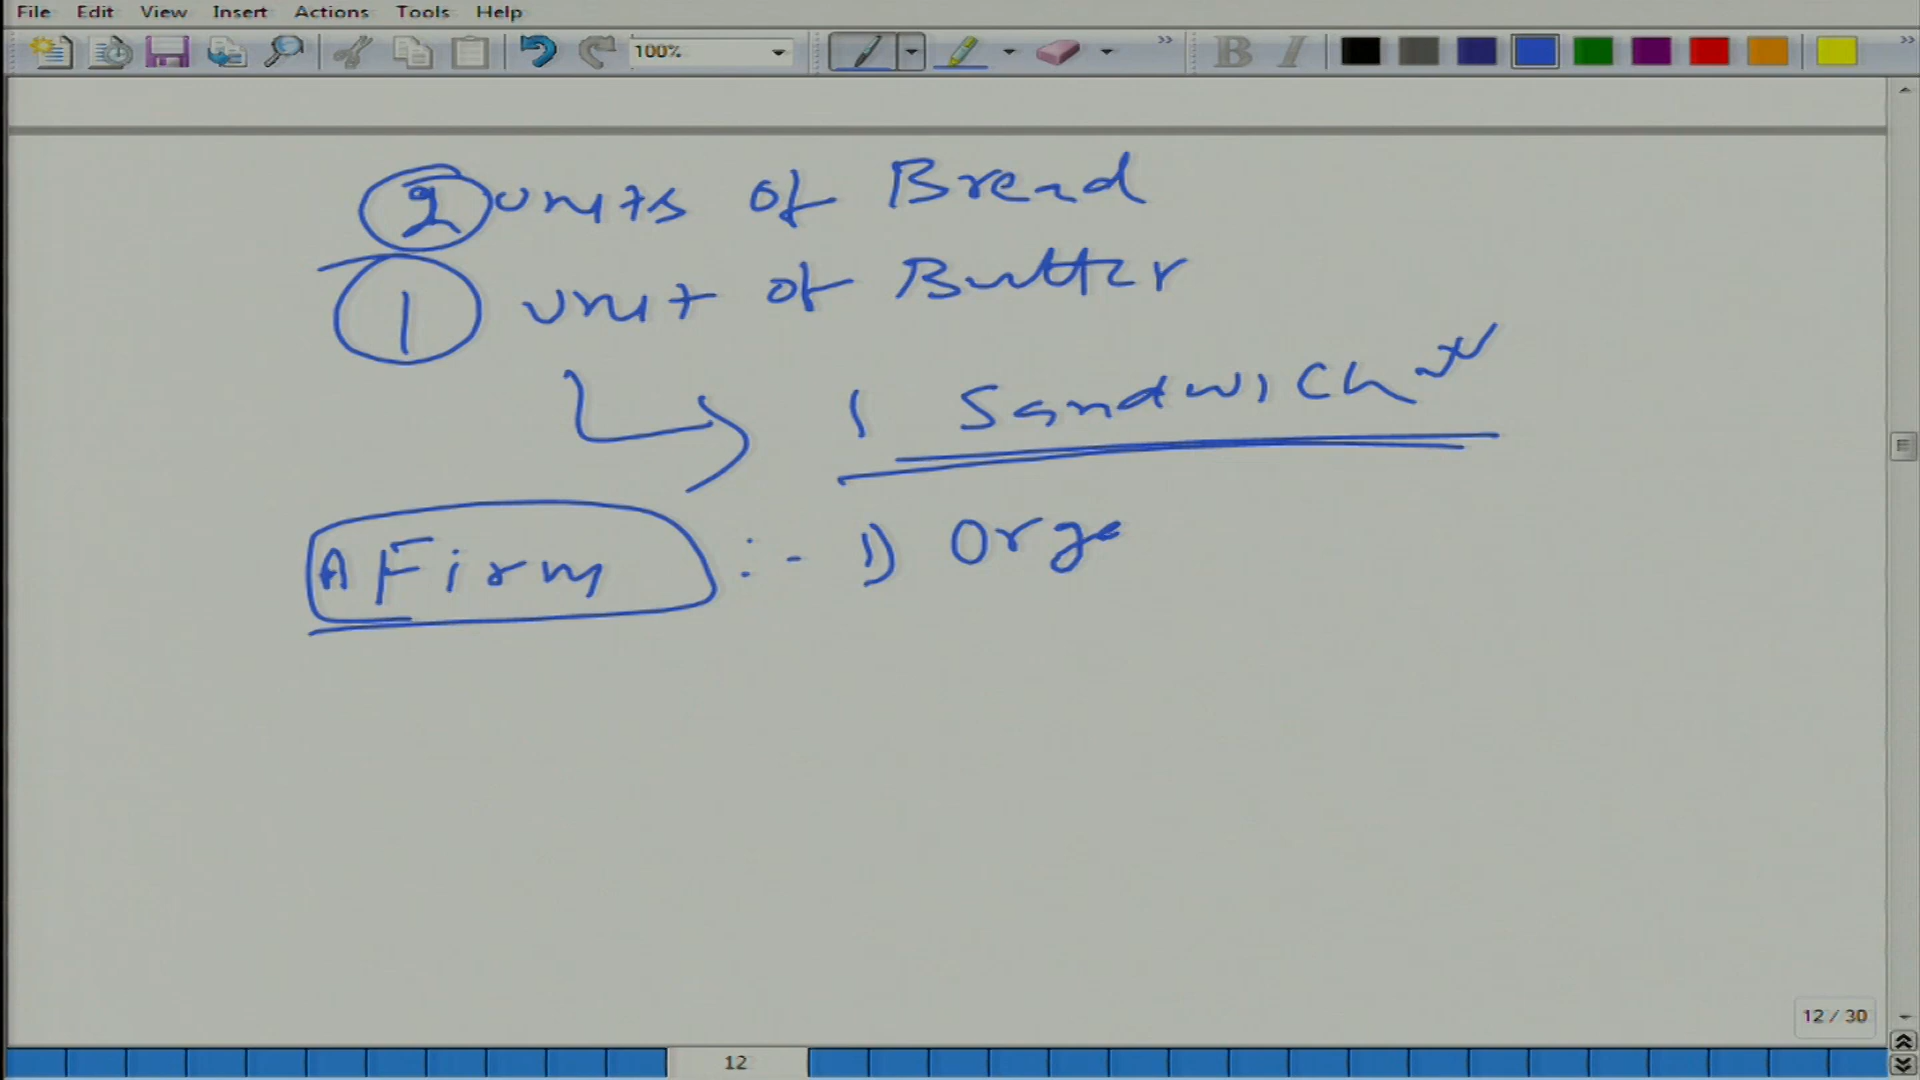 File Edit View Insert Actions Tools Help
100%
B I
2 units of Bread
1 unit of Butter
1 Sandwich
A Firm :- 1) Orga
12 / 30
12